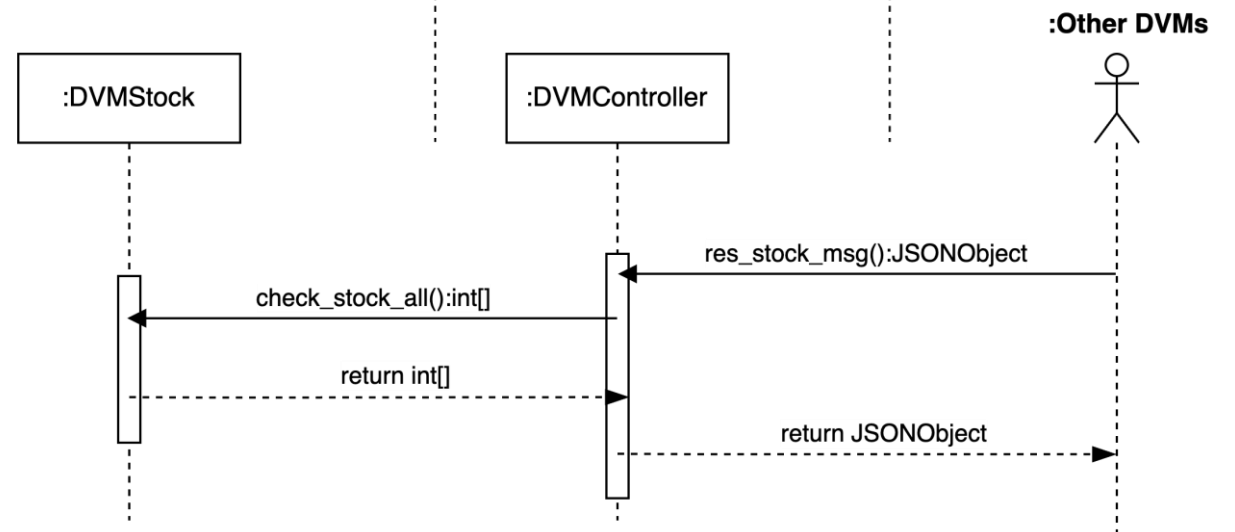 :Other DVMs
:DVMStock
:DVMController
res_stock_msg():JSONObject
check_stock_all():int[]
return int[]
return JSONObject